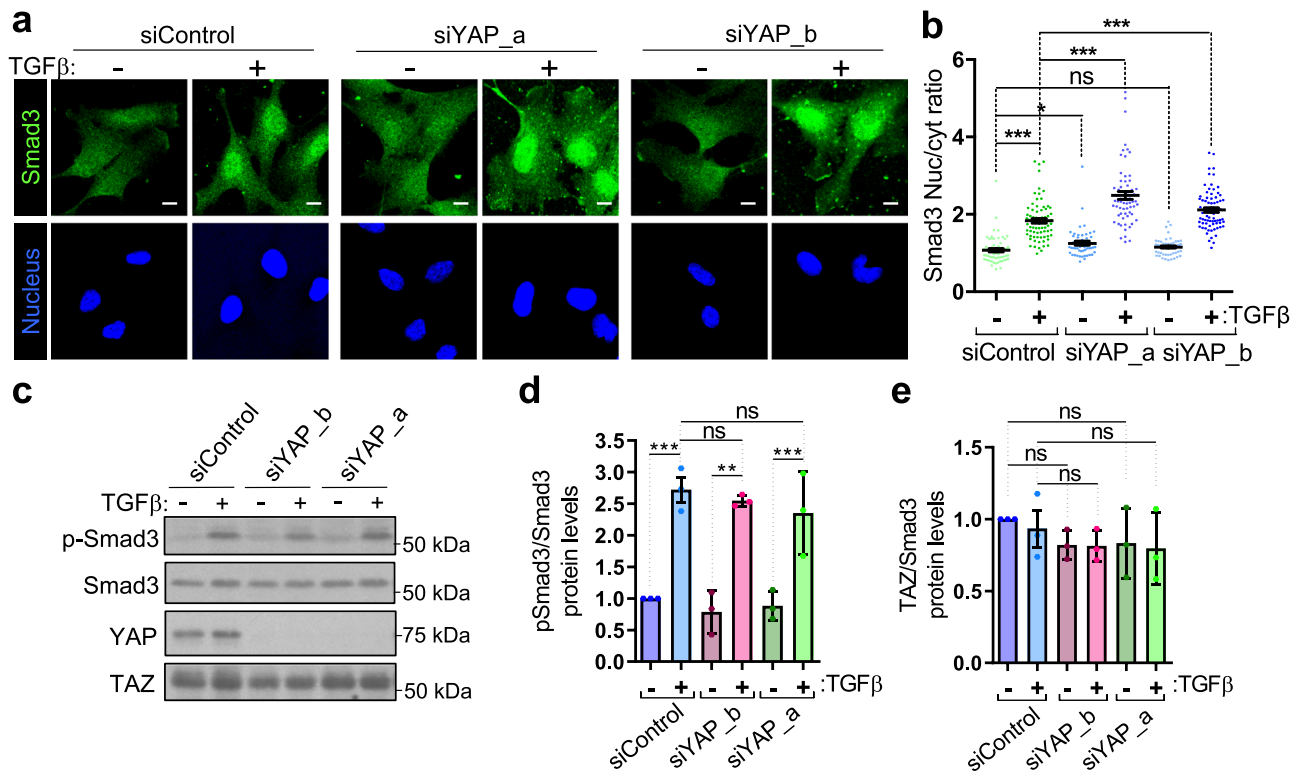 a
siControl siYAP_a siYAP_b
TGFβ: - + - + - +
Smad3
Nucleus
b
*** 
***
ns
*
***
Smad3 Nuc/cyt ratio
6
4
2
0
- + - + - + :TGFβ
siControl siYAP_a siYAP_b
c
siControl siYAP_b siYAP_a
TGFβ: - + - + - +
p-Smad3 -50 kDa
Smad3 -50 kDa
YAP -75 kDa
TAZ -50 kDa
d
ns
ns
*** ** ***
pSmad3/Smad3
protein levels
3.5
3.0
2.5
2.0
1.5
1.0
0.5
0.0
- + - + - + :TGFβ
siControl siYAP_b siYAP_a
e
ns
ns
ns
ns
TAZ/Smad3
protein levels
1.5
1.0
0.5
0.0
- + - + - + :TGFβ
siControl siYAP_b siYAP_a